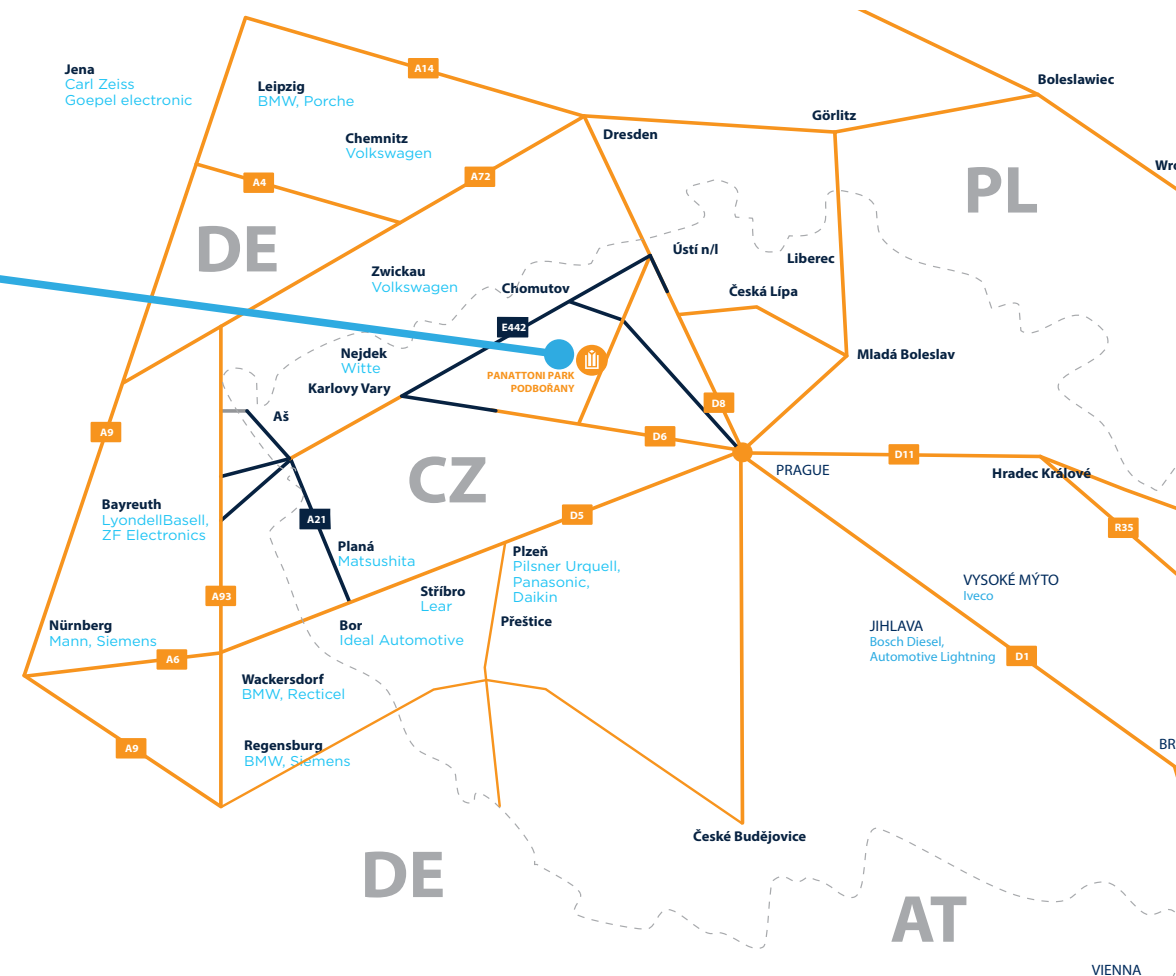 Jena
Carl Zeiss
Goepel electronic
Leipzig
BMW, Porche
A14
Boleslawiec
Chemnitz
Volkswagen
Dresden
Görlitz
A4
A72
PL
DE
Ústí n/l
Liberec
Zwickau
Volkswagen
Chomutov
Česká Lípa
E442
Nejdek
Witte
PANATTONI PARK
PODBOŘANY
Mladá Boleslav
Karlovy Vary
Aš
D8
A9
D6
D11
CZ
PRAGUE
Hradec Králové
Bayreuth
LyondellBasell,
ZF Electronics
A21
D5
R35
Planá
Matsushita
Plzeň
Pilsner Urquell,
Panasonic,
Daikin
VYSOKÉ MÝTO
Iveco
A93
Stříbro
Lear
Nürnberg
Mann, Siemens
Bor
Ideal Automotive
Přeštice
JIHLAVA
Bosch Diesel,
Automotive Lightning
D1
A6
Wackersdorf
BMW, Recticel
A9
Regensburg
BMW, Siemens
České Budějovice
DE
AT
VIENNA